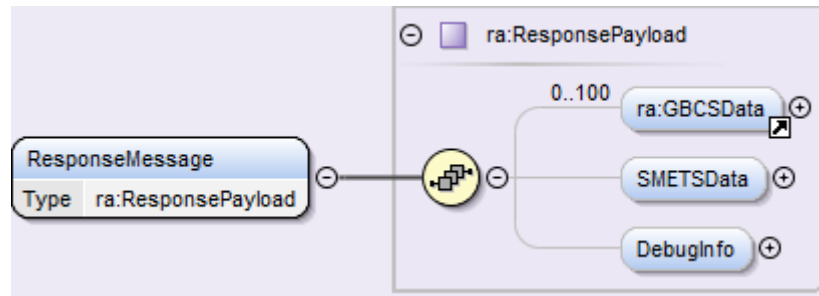 ra:ResponsePayload
0..100
ra:GBCSData
ResponseMessage
Type ra:ResponsePayload
SMETSData
DebugInfo